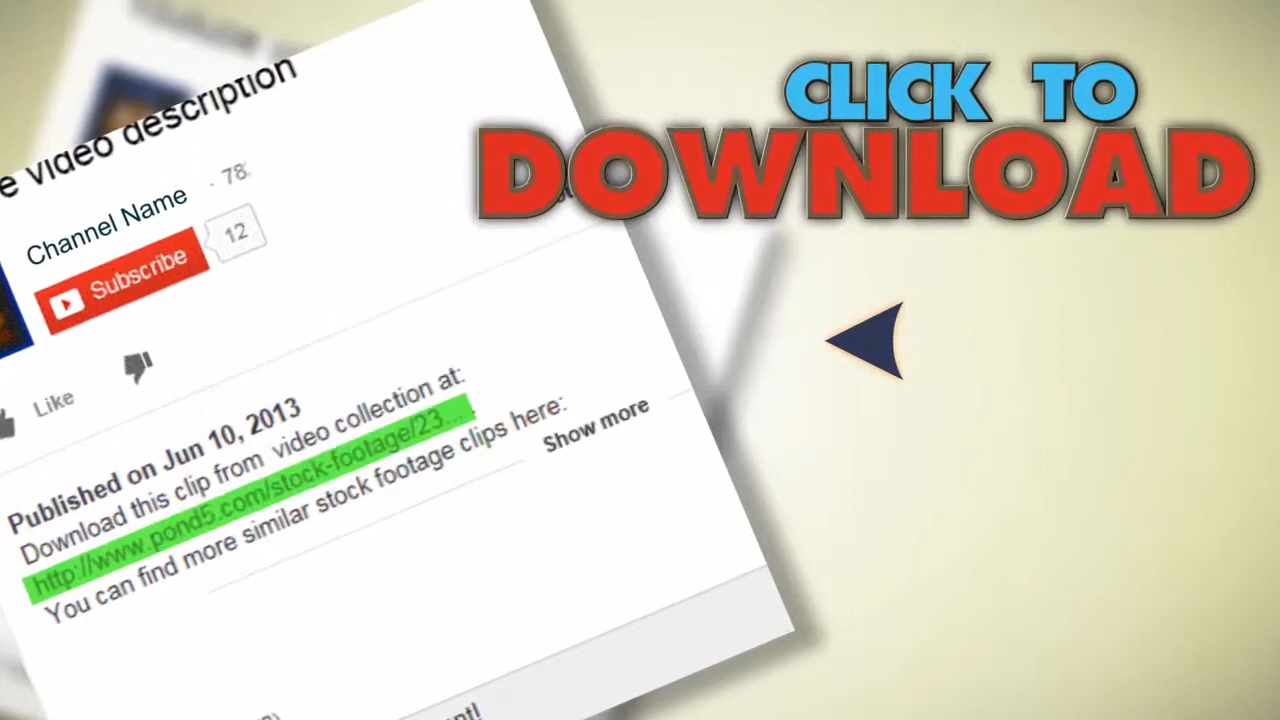 CLICK TO
DOWNLOAD
e video description
Channel Name
78
Subscribe
12
Like
Published on Jun 10, 2013
Download this clip from video collection at:
http://www.pond5.com/stock-footage/23...
You can find more similar stock footage clips here:
Show more